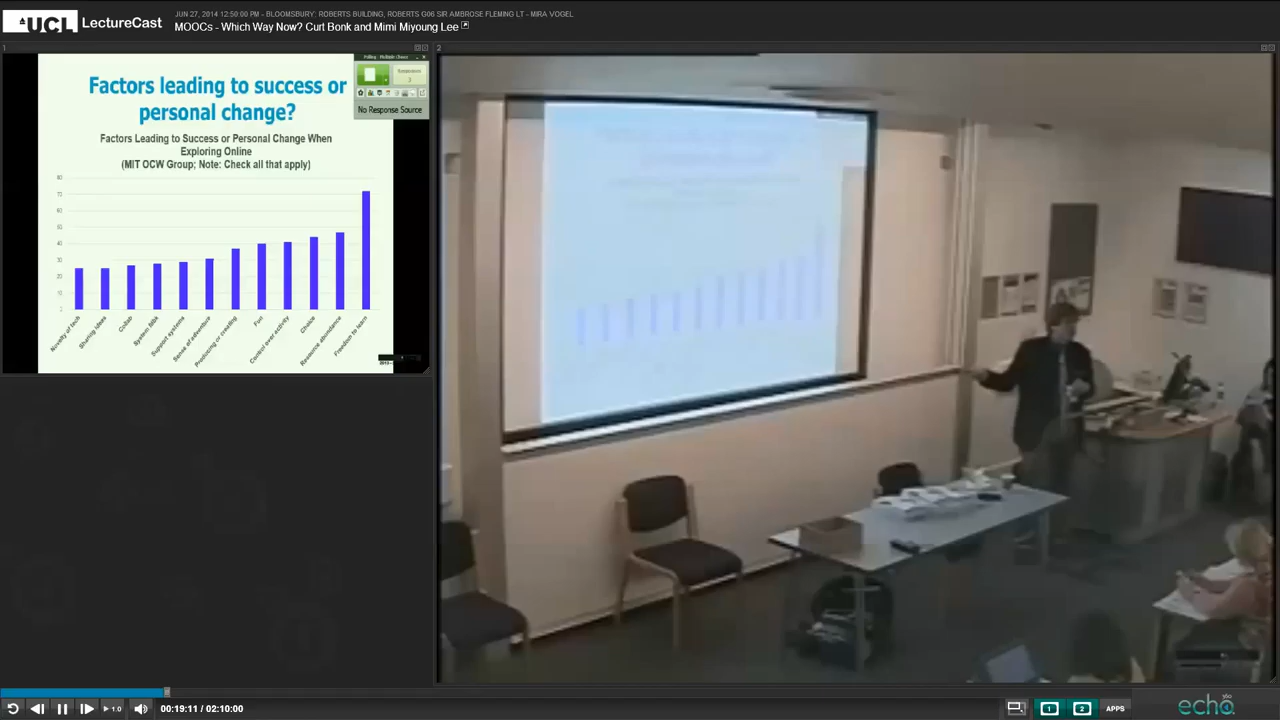 JUN 27, 2014 12:50:00 PM - BLOOMSBURY: ROBERTS BUILDING, ROBERTS G06 SIR AMBROSE FLEMING LT - MIRA VOGEL
UCL LectureCast
MOOCs - Which Way Now? Curt Bonk and Mimi Miyoung Lee
1
2
Factors leading to success or
personal change?
No Response Source
Factors Leading to Success or Personal Change When
Exploring Online
(MIT OCW Group; Note: Check all that apply)
80
70
60
50
40
30
20
10
0
Novelty of tech
Sharing ideas
Collab
System fdbk
Support systems
Sense of adventure
Producing or creating
Fun
Control over activity
Choice
Resource abundance
Freedom to learn
1.0
00:19:11 / 02:10:00
1
2
APPS
echo
360